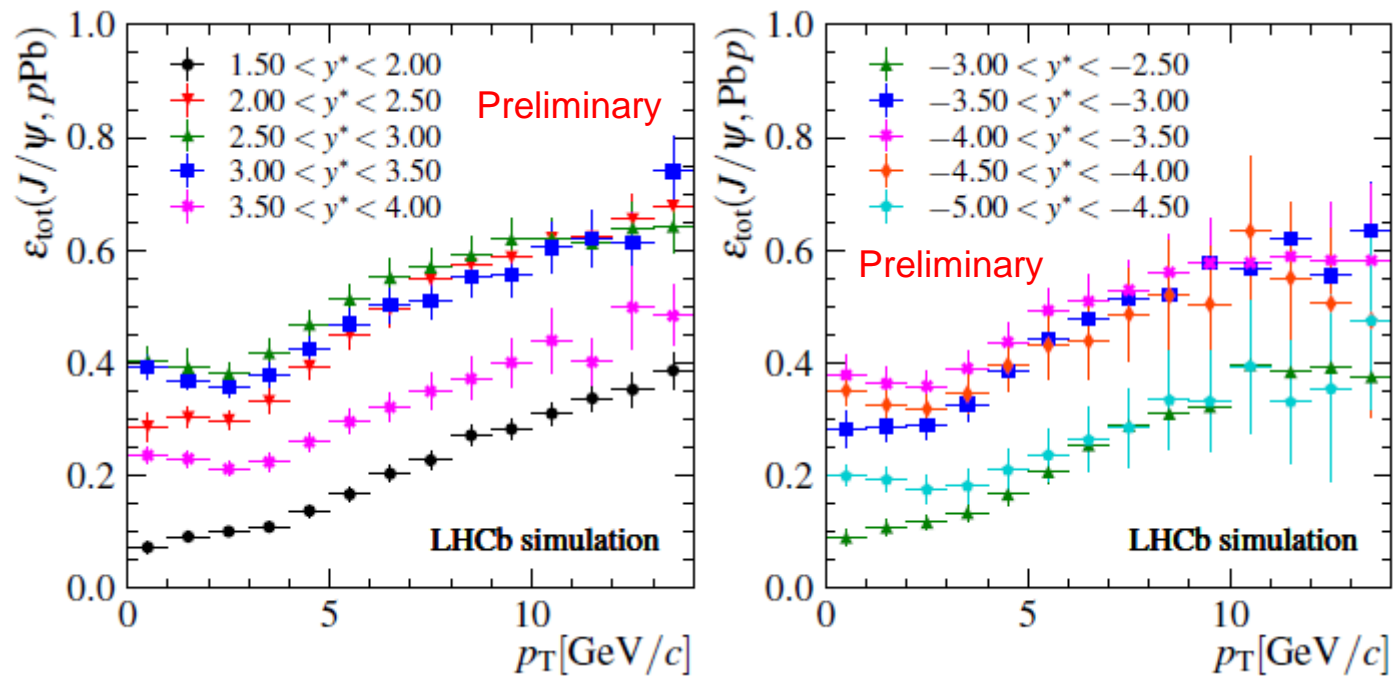 ε_tot(J/ψ, pPb)
1.0
0.8
0.6
0.4
0.2
0.0
1.50 < y* < 2.00
2.00 < y* < 2.50
2.50 < y* < 3.00
3.00 < y* < 3.50
3.50 < y* < 4.00
Preliminary
LHCb simulation
0 5 10
p_T[GeV/c]
ε_tot(J/ψ, Pbp)
1.0
0.8
0.6
0.4
0.2
0.0
−3.00 < y* < −2.50
−3.50 < y* < −3.00
−4.00 < y* < −3.50
−4.50 < y* < −4.00
−5.00 < y* < −4.50
Preliminary
LHCb simulation
0 5 10
p_T[GeV/c]